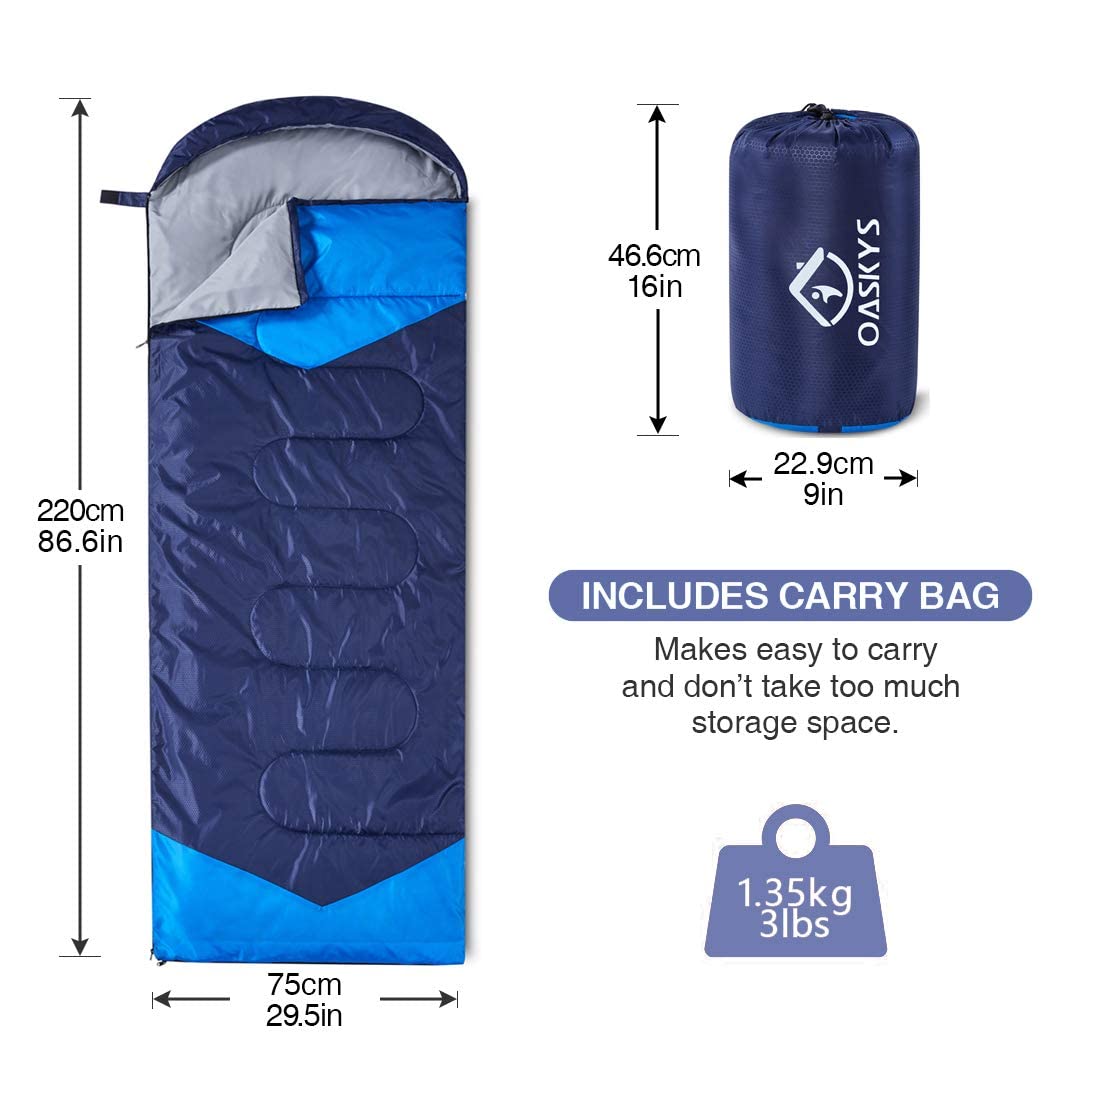 220cm
86.6in
75cm
29.5in
46.6cm
16in
OASKYS
22.9cm
9in
INCLUDES CARRY BAG
Makes easy to carry
and don't take too much
storage space.
1.35kg
3lbs